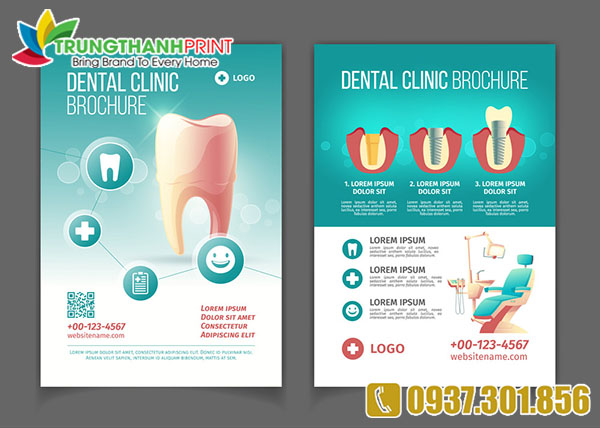 TRUNGTHANHPRINT
Bring Brand To Every Home
DENTAL CLINIC
BROCHURE
LOGO
+00-123-4567
websitename.com
LOREM IPSUM
DOLOR SIT AMET
CONSECTETUR
ADIPISCING ELIT
DENTAL CLINIC BROCHURE
1. LOREM IPSUM
DOLOR SIT
2. LOREM IPSUM
DOLOR SIT
3. LOREM IPSUM
DOLOR SIT
LOREM IPSUM
LOREM IPSUM
LOREM IPSUM
LOGO
+00-123-4567
websitename.com
0937.301.856